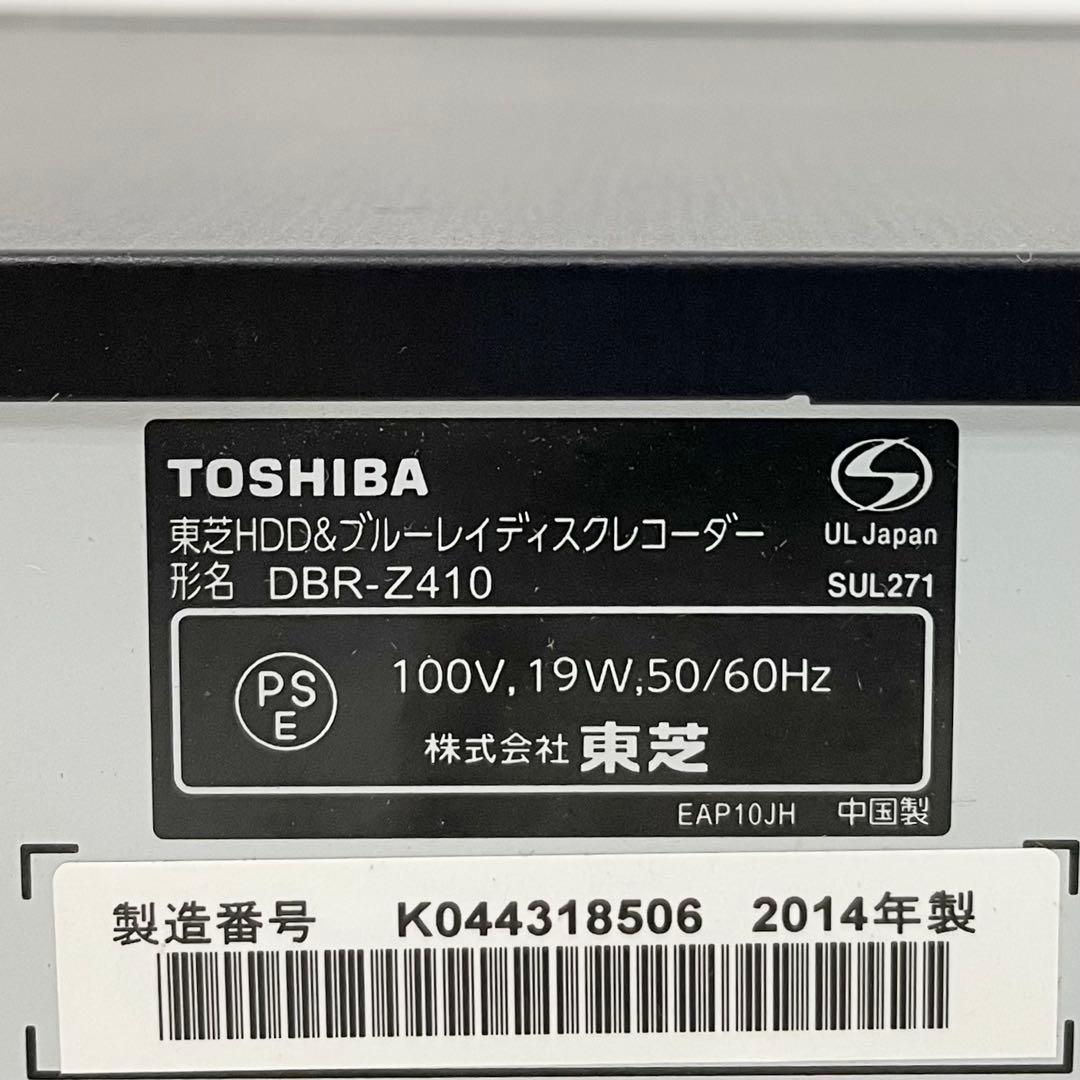 TOSHIBA
東芝HDD&ブルーレイディスクレコーダー
形名 DBR-Z410
S
UL Japan
SUL271
PS
E
100V,19W,50/60Hz
株式会社 東芝
EAP10JH 中国製
製造番号 K044318506 2014年製